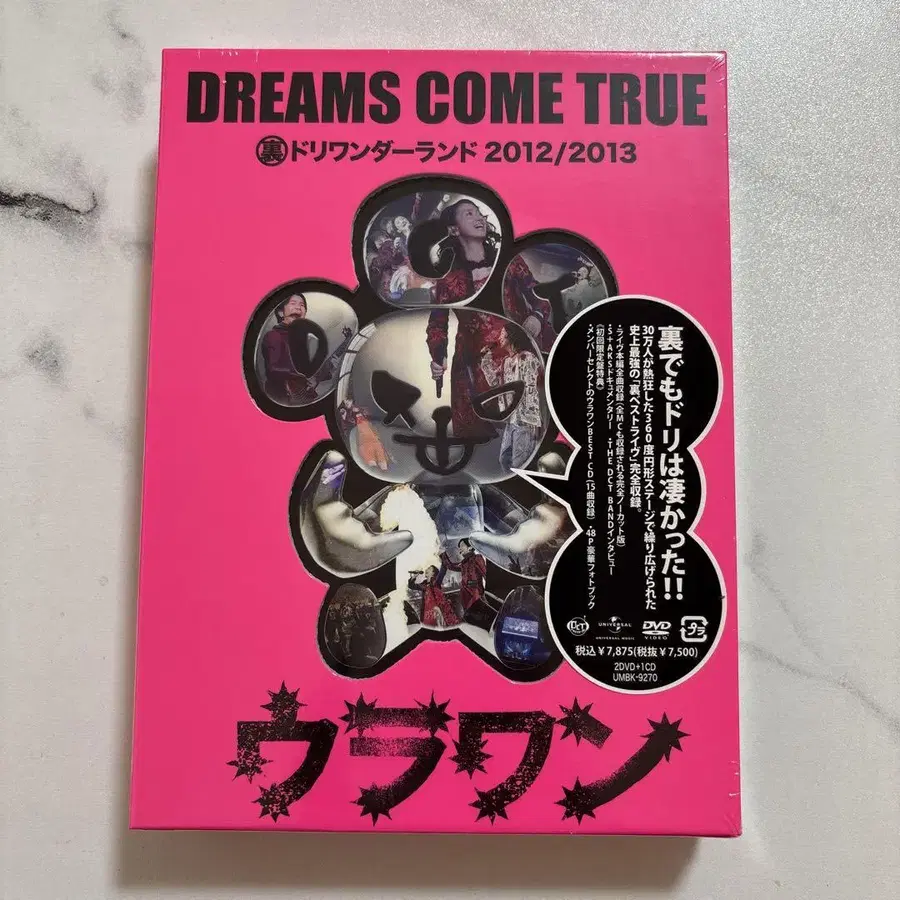 DREAMS COME TRUE
㊙裏ドリワンダーランド 2012/2013
裏でもドリは凄かった!!
30万人が熱狂した360度円形ステージで繰り広げられた
史上最強の「裏ベストライヴ」完全収録。
・ライヴ本編全曲収録(全MCも収録される完全ノーカット版)
・S+AKSドキュメンタリー ・THE DCT BANDインタビュー
《初回限定盤特典》
・メンバーセレクトのウラワンBEST CD(15曲収録) ・48P豪華フォトブック
DCT
UNIVERSAL
UNIVERSAL MUSIC
DVD
VIDEO
プラ
税込¥7,875(税抜¥7,500)
2DVD+1CD
UMBK-9270
ウラワン